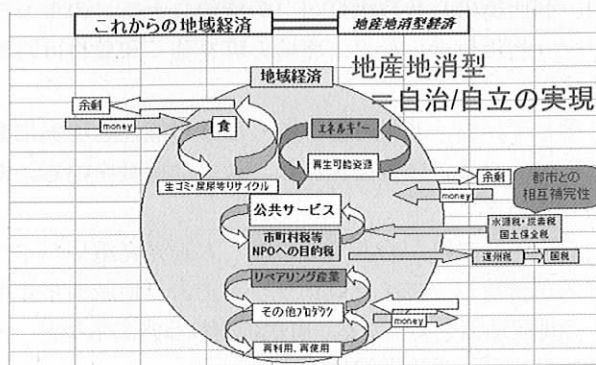 これからの地域経済
地産地消型経済
地域経済
地産地消型
＝自治/自立の実現
余剰
money
食
エネルギー
再生可能資源
生ゴミ・屎尿等リサイクル
余剰
money
都市との
相互補完性
公共サービス
水源税・炭素税
国土保全税
市町村税等
NPOへの目的税
道州税
国税
リペアリング産業
その他プロダクツ
money
再利用、再使用